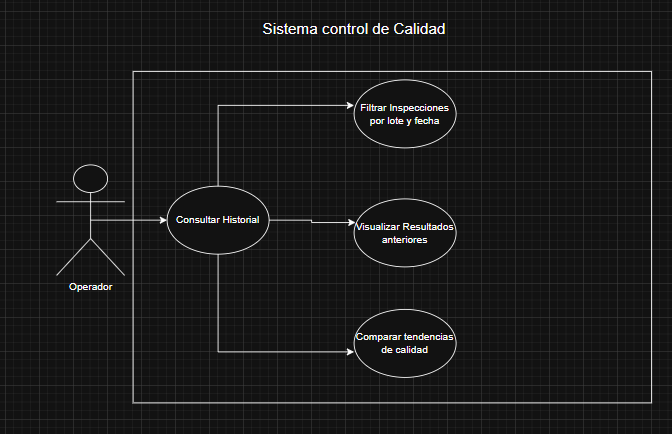 Sistema control de Calidad
Filtrar Inspecciones
por lote y fecha
Consultar Historial
Visualizar Resultados
anteriores
Operador
Comparar tendencias
de calidad